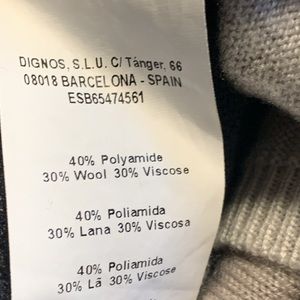 DIGNOS, S.L.U. C/ Tánger, 66
08018 BARCELONA - SPAIN
ESB65474561
40% Polyamide
30% Wool 30% Viscose
40% Poliamida
30% Lana 30% Viscosa
40% Poliamida
30% Lã 30% Viscose